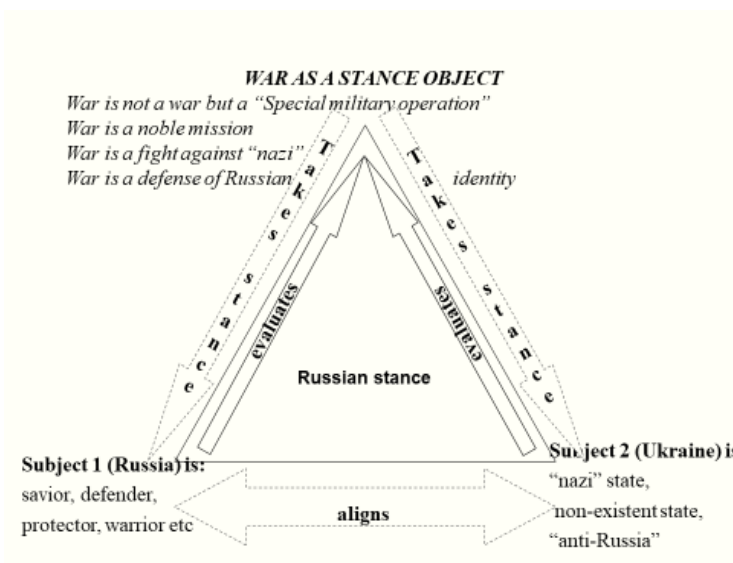 WAR AS A STANCE OBJECT
War is not a war but a “Special military operation”
War is a noble mission
War is a fight against “nazi”
War is a defense of Russian identity
Takes stance
Takes stance
evaluates
evaluates
Russian stance
Subject 1 (Russia) is:
savior, defender,
protector, warrior etc
aligns
Subject 2 (Ukraine) is
“nazi” state,
non-existent state,
“anti-Russia”